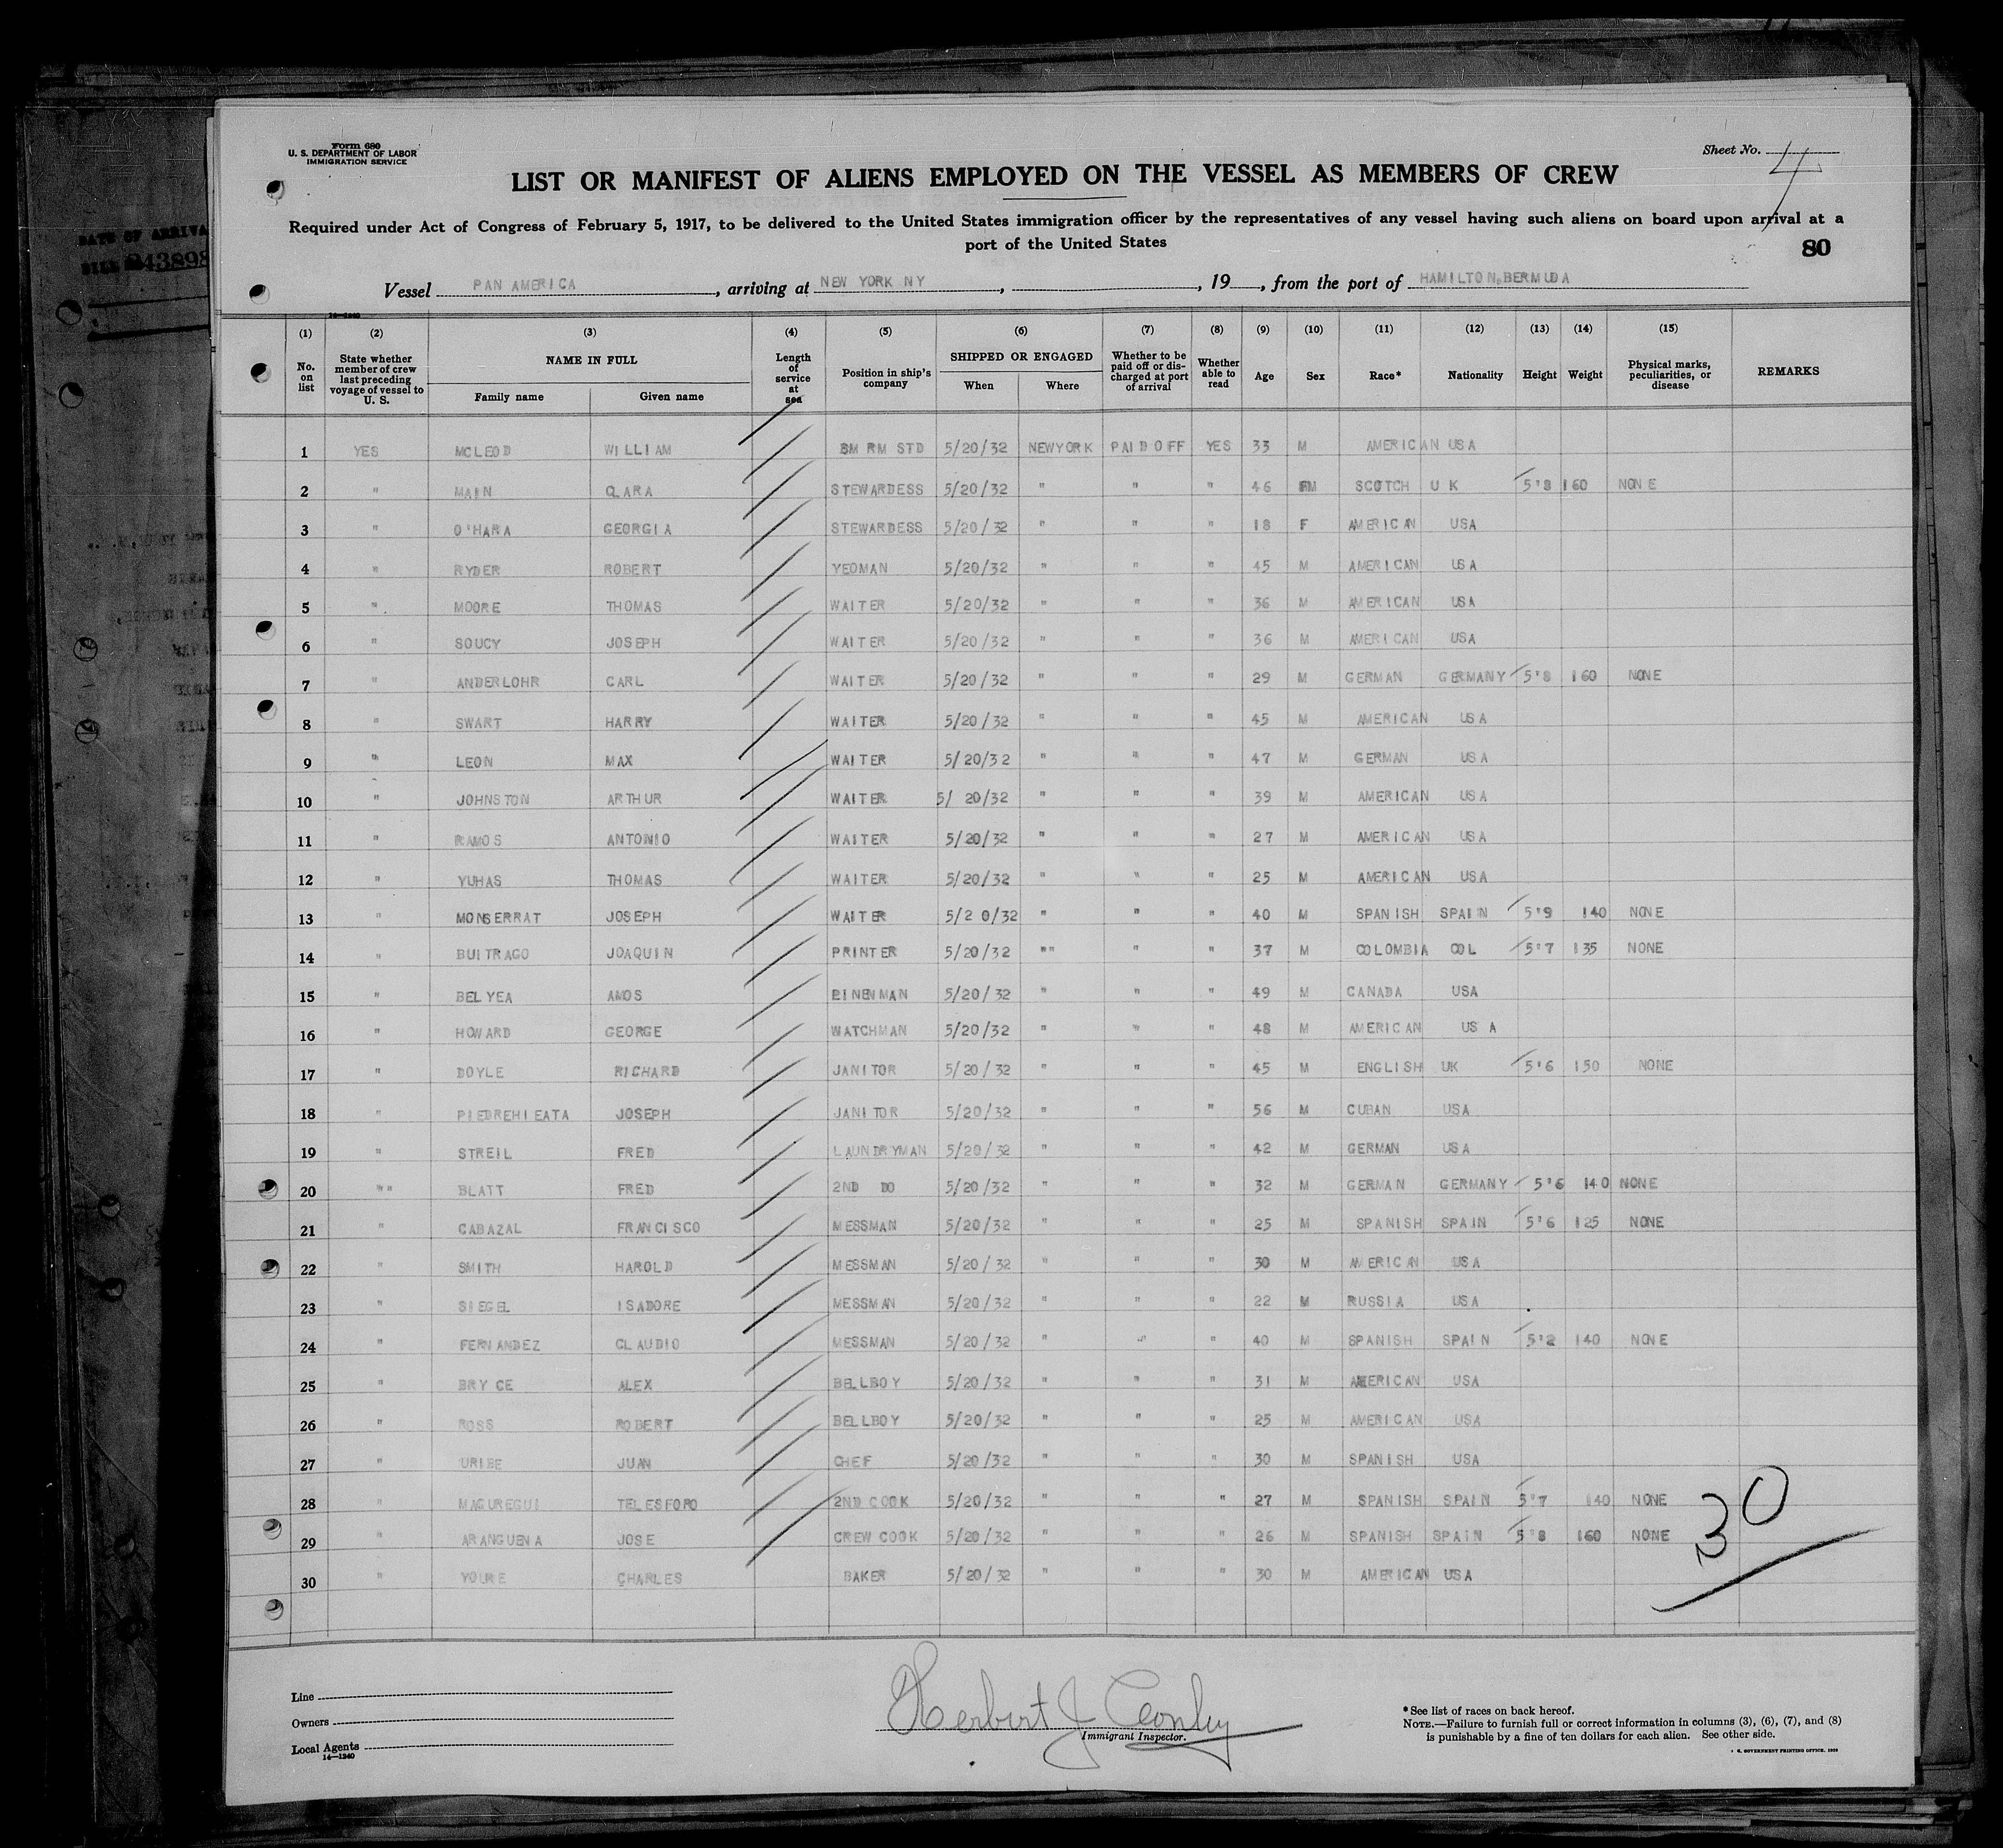 Form 680
U. S. DEPARTMENT OF LABOR
IMMIGRATION SERVICE
Sheet No. 4
LIST OR MANIFEST OF ALIENS EMPLOYED ON THE VESSEL AS MEMBERS OF CREW
Required under Act of Congress of February 5, 1917, to be delivered to the United States immigration officer by the representatives of any vessel having such aliens on board upon arrival at a
port of the United States
80
Vessel PAN AMERICA, arriving at NEW YORK NY, , 19 , from the port of HAMILTON.BERMUDA
(1) (2) (3) (4) (5) (6) (7) (8) (9) (10) (11) (12) (13) (14) (15)
No. on list State whether member of crew last preceding voyage of vessel to U. S. NAME IN FULL Family name Given name Length of service at sea Position in ship's company SHIPPED OR ENGAGED When Where Whether to be paid off or discharged at port of arrival Whether able to read Age Sex Race* Nationality Height Weight Physical marks, peculiarities, or disease REMARKS
1 YES MCLEOD WILLIAM SM RM STD 5/20/32 NEWYORK PAID OFF YES 33 M AMERICAN USA
2 " MAIN CLARA STEWARDESS 5/20/32 " " " 46 FM SCOTCH U K 5'8 160 NONE
3 " O'HARA GEORGIA STEWARDESS 5/20/32 " " " 18 F AMERICAN USA
4 " RYDER ROBERT YEOMAN 5/20/32 " " " 45 M AMERICAN USA
5 " MOORE THOMAS WAITER 5/20/32 " " " 36 M AMERICAN USA
6 " SOUCY JOSEPH WAITER 5/20/32 " " " 36 M AMERICAN USA
7 " ANDERLOHR CARL WAITER 5/20/32 " " " 29 M GERMAN GERMANY 5'8 160 NONE
8 " SWART HARRY WAITER 5/20/32 " " " 45 M AMERICAN USA
9 " LEON MAX WAITER 5/20/32 " " " 47 M GERMAN USA
10 " JOHNSTON ARTHUR WAITER 5/ 20/32 " " " 39 M AMERICAN USA
11 " RAMOS ANTONIO WAITER 5/20/32 " " " 27 M AMERICAN USA
12 " YUHAS THOMAS WAITER 5/20/32 " " " 25 M AMERICAN USA
13 " MONSERRAT JOSEPH WAITER 5/2 0/32 " " " 40 M SPANISH SPAIN 5'9 140 NONE
14 " BUITRAGO JOAQUIN PRINTER 5/20/32 "" " " 37 M COLOMBIA COL 5'7 135 NONE
15 " BELYEA AMOS LINENMAN 5/20/32 " " " 49 M CANADA USA
16 " HOWARD GEORGE WATCHMAN 5/20/32 " " " 48 M AMERICAN US A
17 " DOYLE RICHARD JANITOR 5/20/32 " " " 45 M ENGLISH UK 5'6 150 NONE
18 " PIEDREHIEATA JOSEPH JANITOR 5/20/32 " " " 56 M CUBAN USA
19 " STREIL FRED LAUNDRYMAN 5/20/32 " " " 42 M GERMAN USA
20 "" BLATT FRED 2ND DO 5/20/32 " " " 32 M GERMAN GERMANY 5'6 140 NONE
21 " CABAZAL FRANCISCO MESSMAN 5/20/32 " " " 25 M SPANISH SPAIN 5'6 125 NONE
22 " SMITH HAROLD MESSMAN 5/20/32 " " " 30 M AMERICAN USA
23 " SIEGEL ISADORE MESSMAN 5/20/32 " " " 22 M RUSSIA USA
24 " FERNANDEZ CLAUDIO MESSMAN 5/20/32 " " " 40 M SPANISH SPAIN 5'2 140 NONE
25 " BRYCE ALEX BELLBOY 5/20/32 " " " 31 M AMERICAN USA
26 " ROSS ROBERT BELLBOY 5/20/32 " " " 25 M AMERICAN USA
27 " URIBE JUAN CHEF 5/20/32 " " " 30 M SPANISH USA
28 " MAGUREGUI TELESFORO 2ND COOK 5/20/32 " " " 27 M SPANISH SPAIN 5'7 140 NONE
29 " ARANGUENA JOSE CREW COOK 5/20/32 " " " 26 M SPANISH SPAIN 5'8 160 NONE
30 " YOURE CHARLES BAKER 5/20/32 " " " 30 M AMERICAN USA
30
Line
Owners
Local Agents
14—1240
Herbert J Conley
Immigrant Inspector.
* See list of races on back hereof.
NOTE.—Failure to furnish full or correct information in columns (3), (6), (7), and (8)
is punishable by a fine of ten dollars for each alien. See other side.